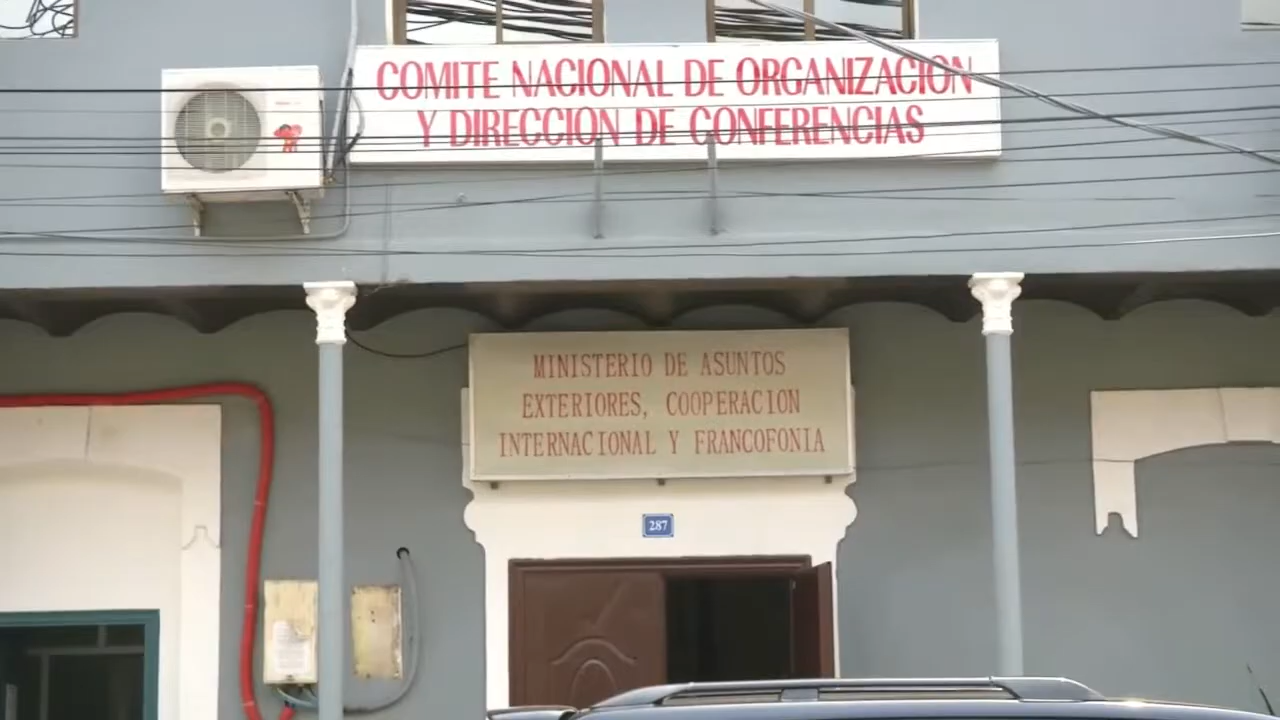 COMITE NACIONAL DE ORGANIZACION
Y DIRECCION DE CONFERENCIAS
MINISTERIO DE ASUNTOS
EXTERIORES, COOPERACION
INTERNACIONAL Y FRANCOFONIA
287